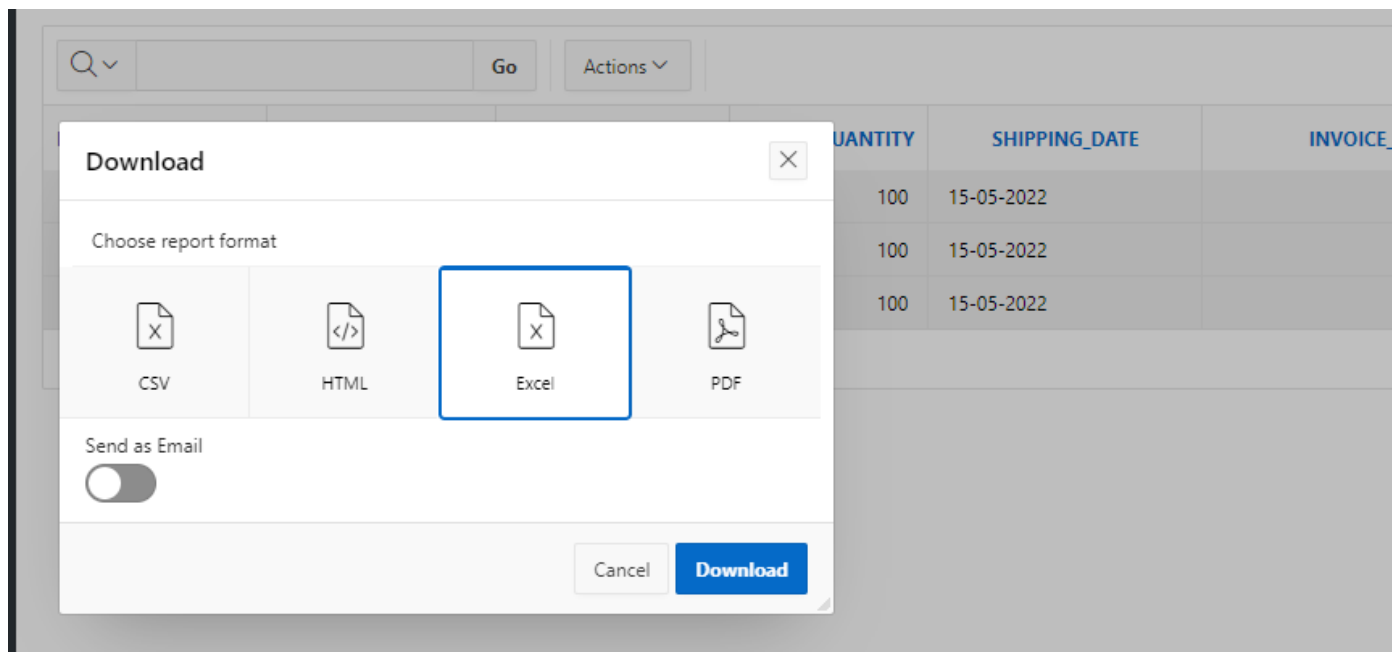 Go Actions
UANTITY SHIPPING_DATE INVOICE_
Download
100 15-05-2022
Choose report format
100 15-05-2022
100 15-05-2022
CSV HTML Excel PDF
Send as Email
Cancel Download